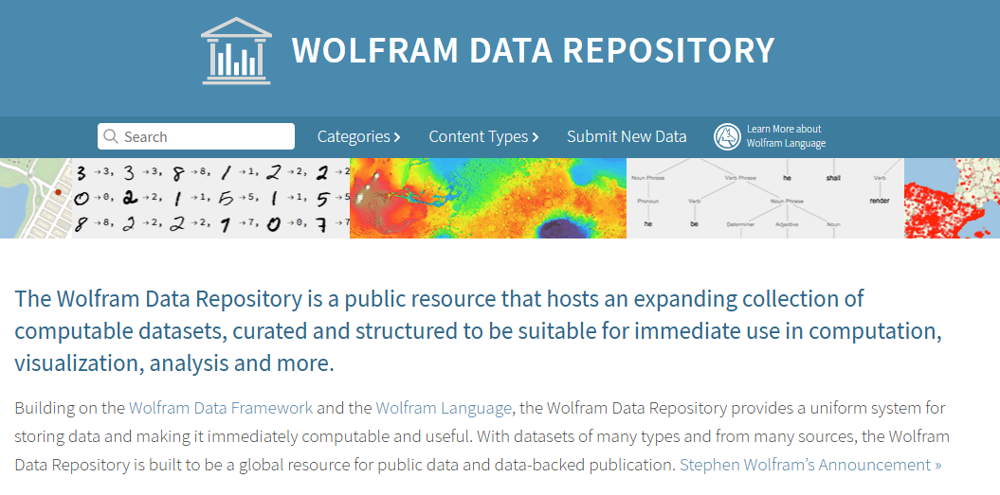 WOLFRAM DATA REPOSITORY
Search
Categories
Content Types
Submit New Data
Learn More about
Wolfram Language
3 →3, 3 →3, 8 →8, 1 →1, 2 →2, 2 →2
0 →0, 2 →2, 1 →1, 5 →5, 1 →1, 5 →5
8 →8, 2 →2, 2 →2, 7 →7, 0 →0, 7 →7
Noun Phrase Verb Phrase he shall Verb
Pronoun Verb Noun Phrase render
he be Determiner Adjective Noun
The Wolfram Data Repository is a public resource that hosts an expanding collection of
computable datasets, curated and structured to be suitable for immediate use in computation,
visualization, analysis and more.
Building on the Wolfram Data Framework and the Wolfram Language, the Wolfram Data Repository provides a uniform system for
storing data and making it immediately computable and useful. With datasets of many types and from many sources, the Wolfram
Data Repository is built to be a global resource for public data and data-backed publication. Stephen Wolfram's Announcement »